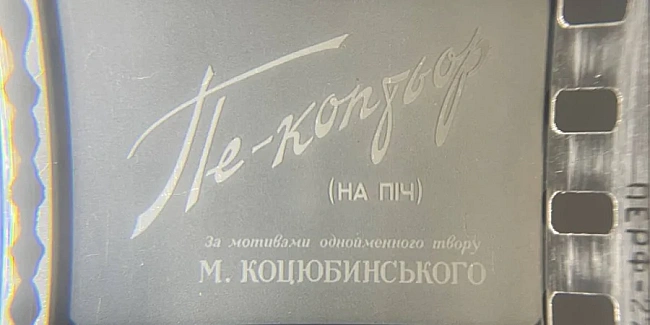 Пе-коптьор
(НА ПІЧ)
За мотивами однойменного твору
М. КОЦЮБИНСЬКОГО
ПЕРФ-2